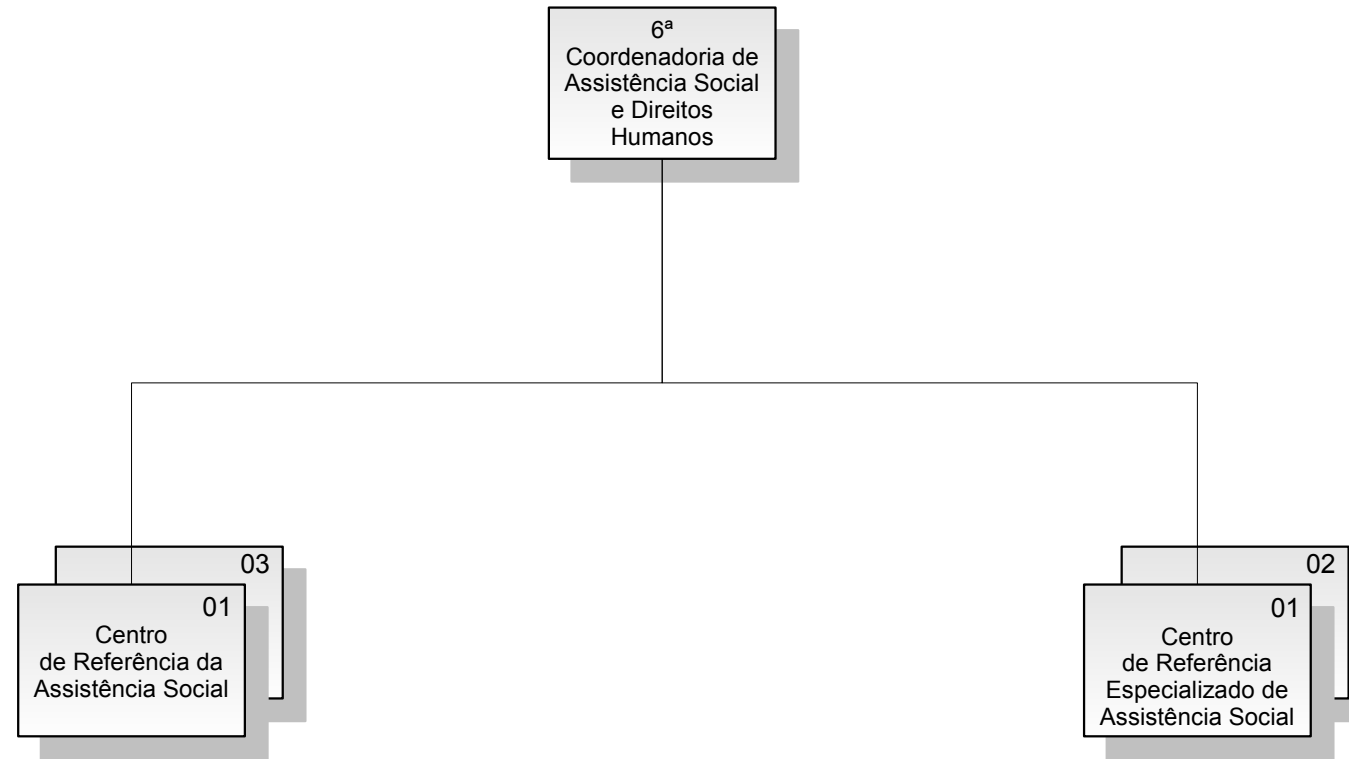 6ª
Coordenadoria de
Assistência Social
e Direitos
Humanos
03
01
Centro
de Referência da
Assistência Social
02
01
Centro
de Referência
Especializado de
Assistência Social